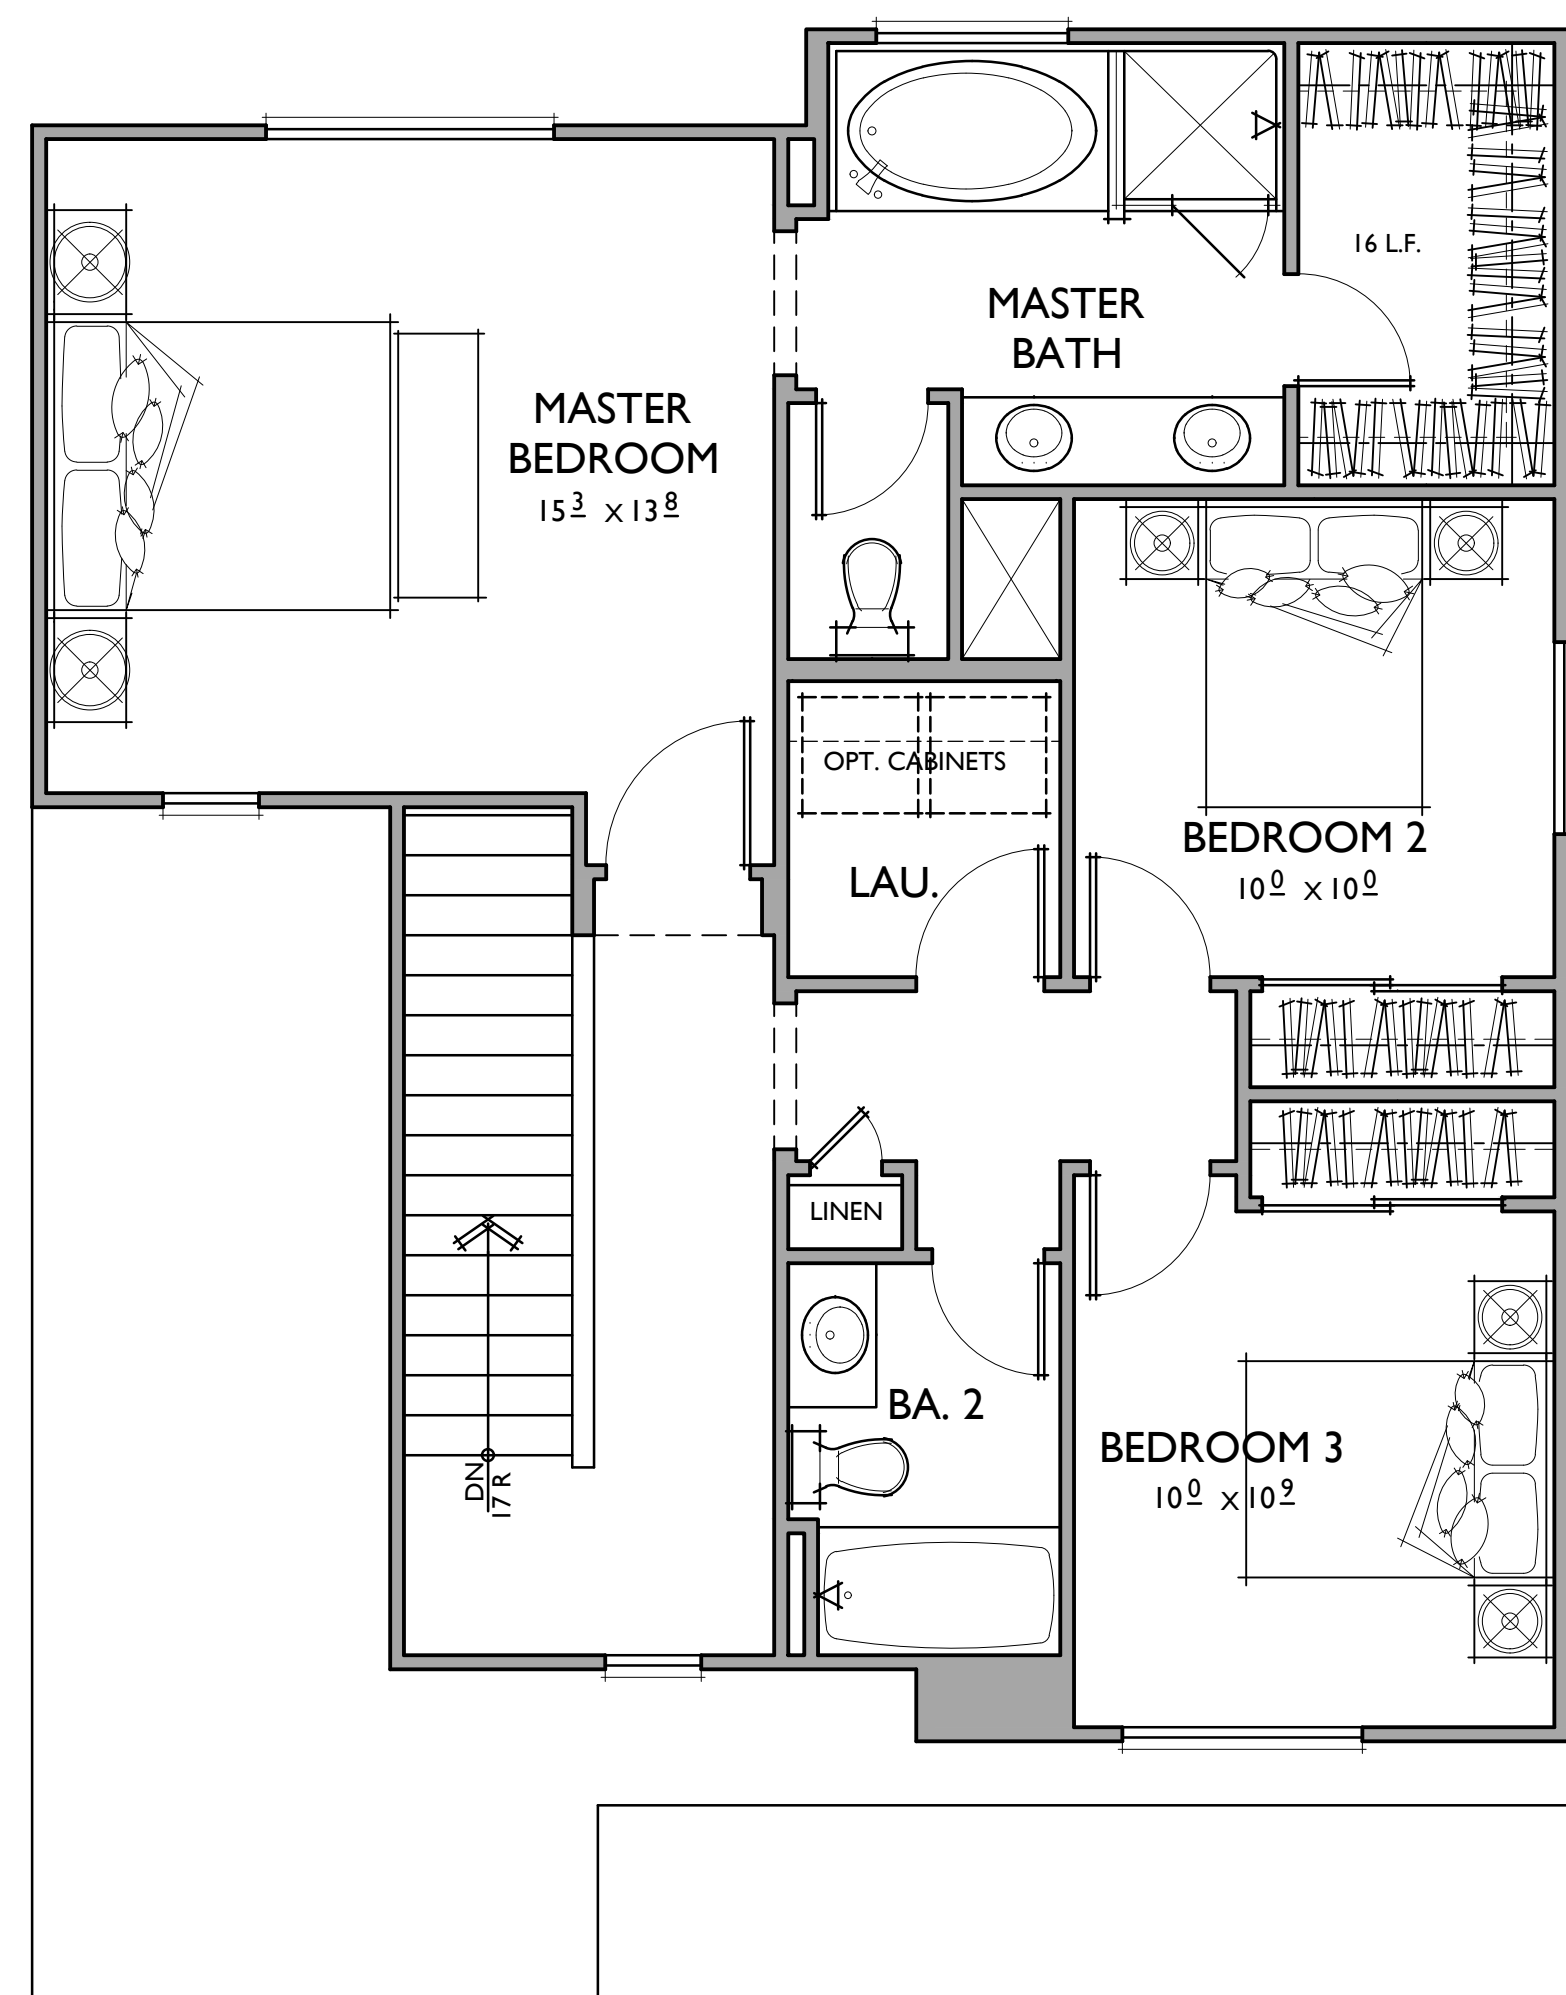 16 L.F.
MASTER
BATH
MASTER
BEDROOM
15 3 x 13 8
OPT. CABINETS
BEDROOM 2
10 0 x 10 0
LAU.
LINEN
BA. 2
BEDROOM 3
10 0 x 10 9
DN
17 R